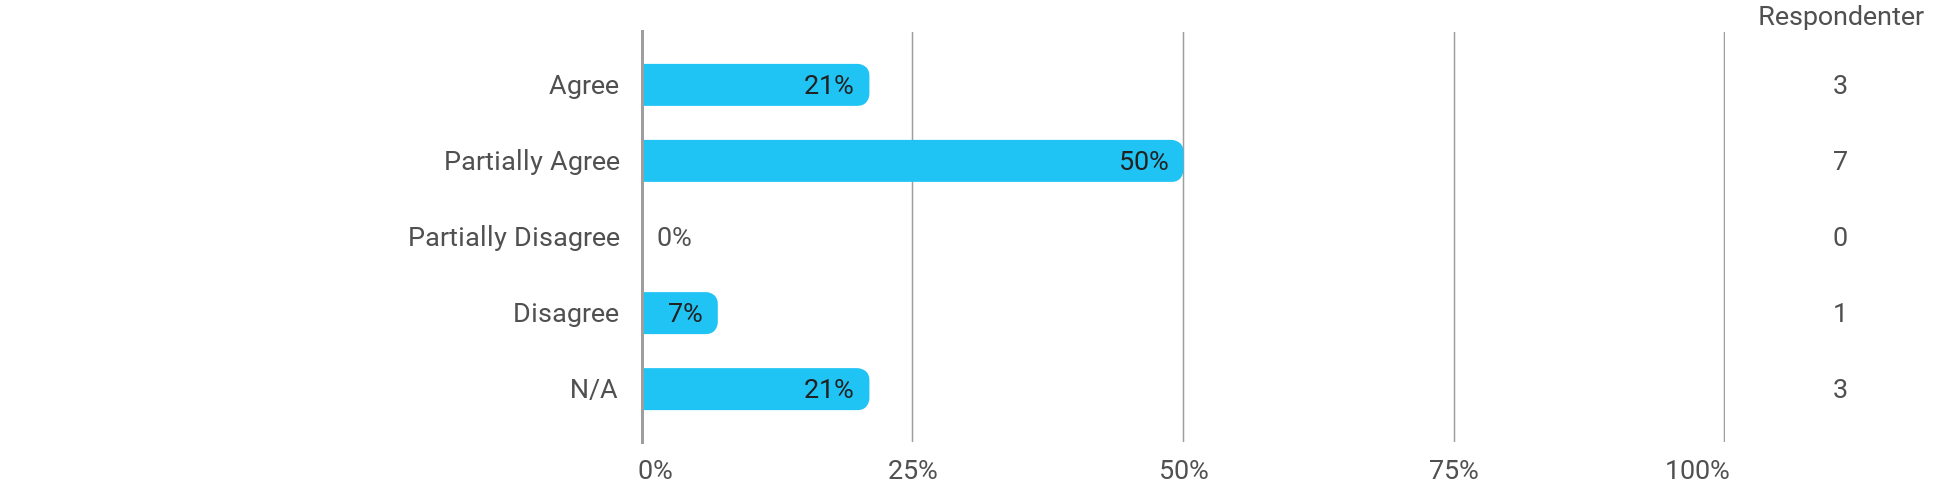 Respondenter
Agree 21% 3
Partially Agree 50% 7
Partially Disagree 0% 0
Disagree 7% 1
N/A 21% 3
0% 25% 50% 75% 100%